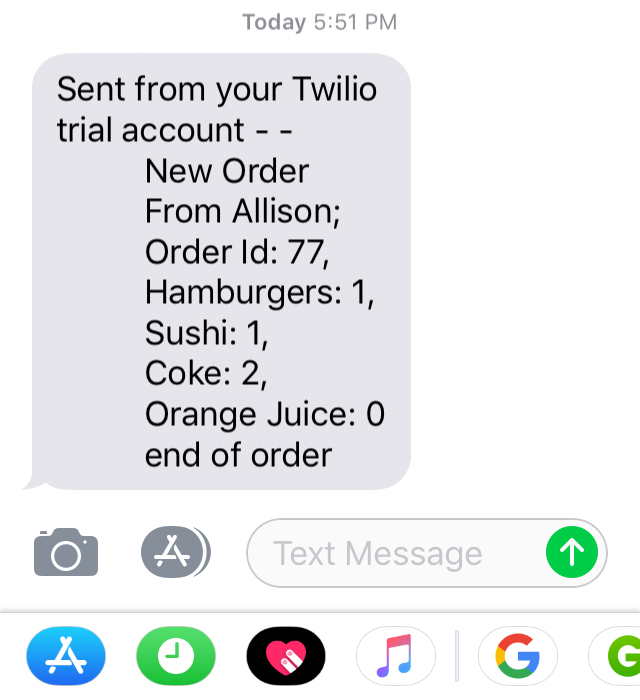 Today 5:51 PM
Sent from your Twilio
trial account - -
New Order
From Allison;
Order Id: 77,
Hamburgers: 1,
Sushi: 1,
Coke: 2,
Orange Juice: 0
end of order
Text Message